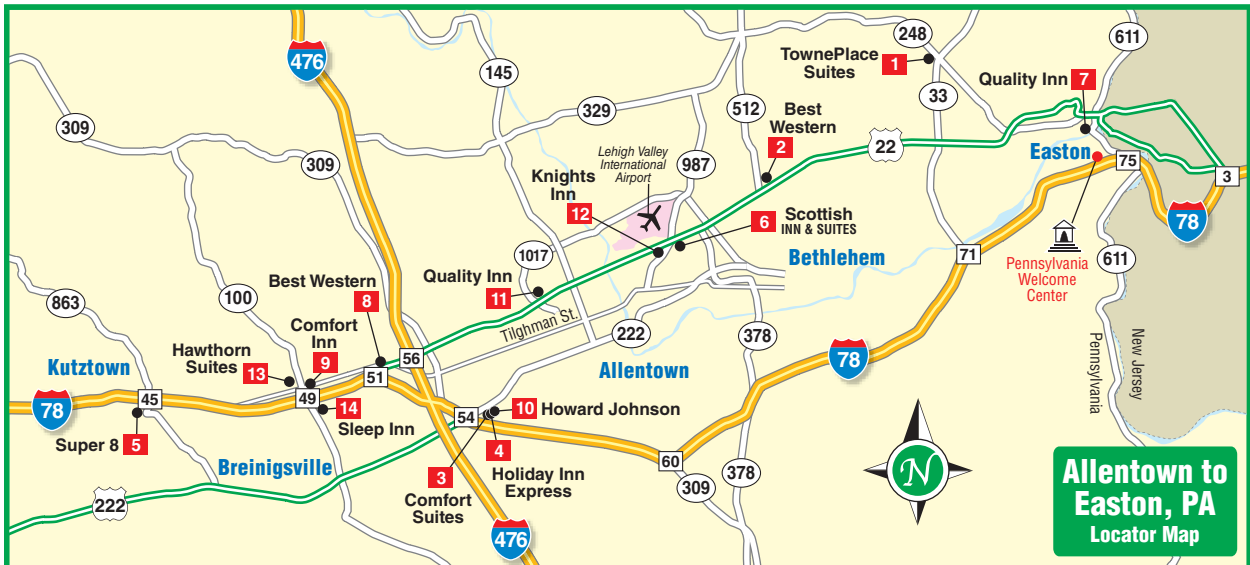 476
248
611
TownePlace
Suites
1
145
33
Quality Inn
7
329
512
Best
Western
2
309
309
22
Easton
75
3
Lehigh Valley
International
Airport
987
Knights
Inn
12
6
Scottish
INN & SUITES
78
1017
Bethlehem
71
611
Pennsylvania
Welcome
Center
Quality Inn
11
Best Western
8
863
100
Tilghman St.
222
378
Comfort
Inn
9
Hawthorn
Suites
13
56
51
Kutztown
Allentown
78
New Jersey
Pennsylvania
78
45
49
14
Sleep Inn
54
10
Howard Johnson
Super 8
5
4
Holiday Inn
Express
3
Comfort
Suites
Breinigsville
60
378
309
222
476
N
Allentown to
Easton, PA
Locator Map